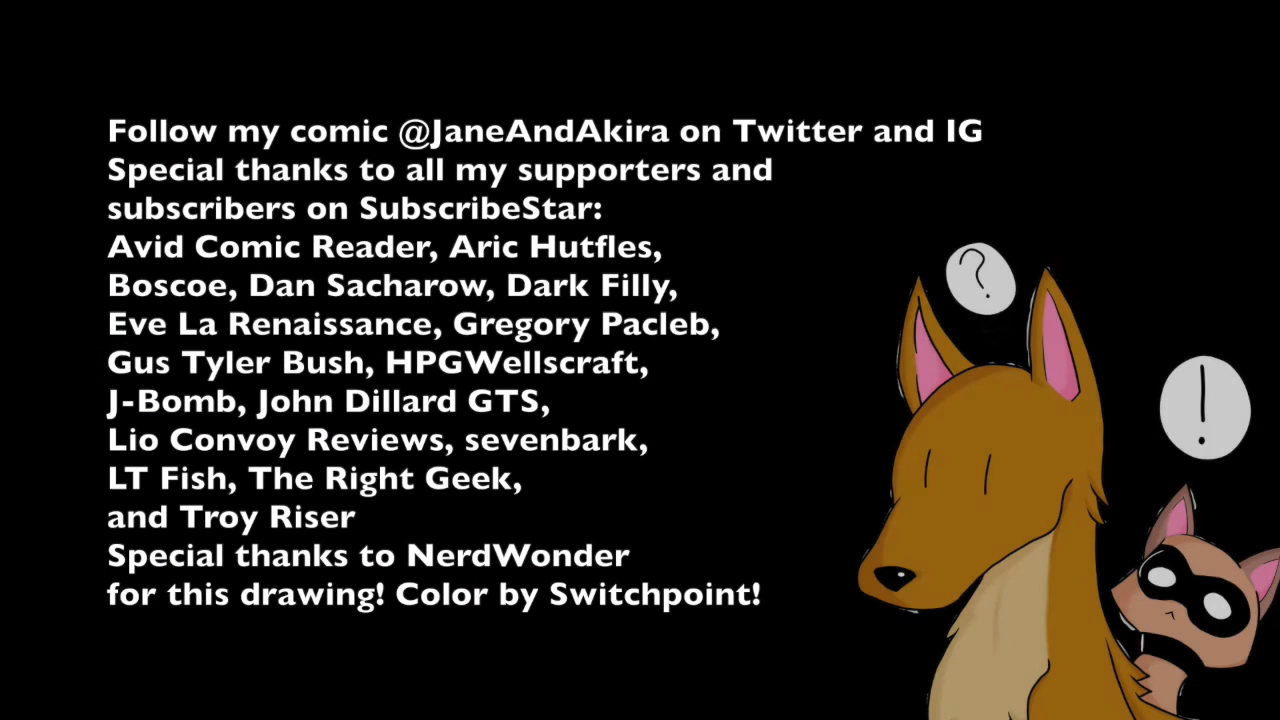 Follow my comic @JaneAndAkira on Twitter and IG
Special thanks to all my supporters and
subscribers on SubscribeStar:
Avid Comic Reader, Aric Hutfles,
Boscoe, Dan Sacharow, Dark Filly,
Eve La Renaissance, Gregory Pacleb,
Gus Tyler Bush, HPGWellscraft,
J-Bomb, John Dillard GTS,
Lio Convoy Reviews, sevenbark,
LT Fish, The Right Geek,
and Troy Riser
Special thanks to NerdWonder
for this drawing! Color by Switchpoint!
?
!